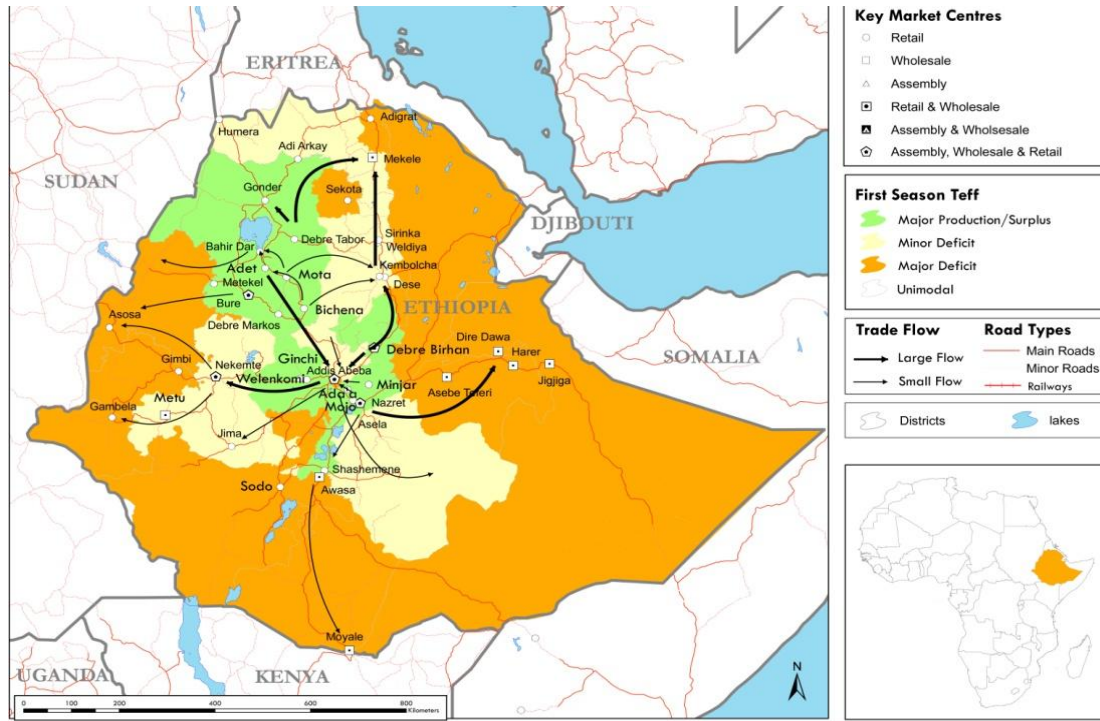 ERITREA
SUDAN
DJIBOUTI
ETHIOPIA
SOMALIA
UGANDA
KENYA
Humera
Adigrat
Adi Arkay
Mekele
Gonder
Sekota
Debre Tabor
Sirinka
Weldiya
Bahir Dar
Adet
Mota
Kembolcha
Metekel
Dese
Bure
Bichena
Asosa
Debre Markos
Dire Dawa
Gimbi
Ginchi
Debre Birhan
Harer
Nekemte
Addis Abeba
Welenkomi
Minjar
Asebe Teferi
Jigjiga
Metu
Ada'a
Gambela
Mojo
Nazret
Asela
Jima
Shashemene
Sodo
Awasa
Moyale
N
0 50 100 200 400 600 800
Kilometers
Key Market Centres
Retail
Wholesale
Assembly
Retail & Wholesale
Assembly & Wholsesale
Assembly, Wholesale & Retail
First Season Teff
Major Production/Surplus
Minor Deficit
Major Deficit
Unimodal
Trade Flow
Large Flow
Small Flow
Road Types
Main Roads
Minor Roads
Railways
Districts
lakes